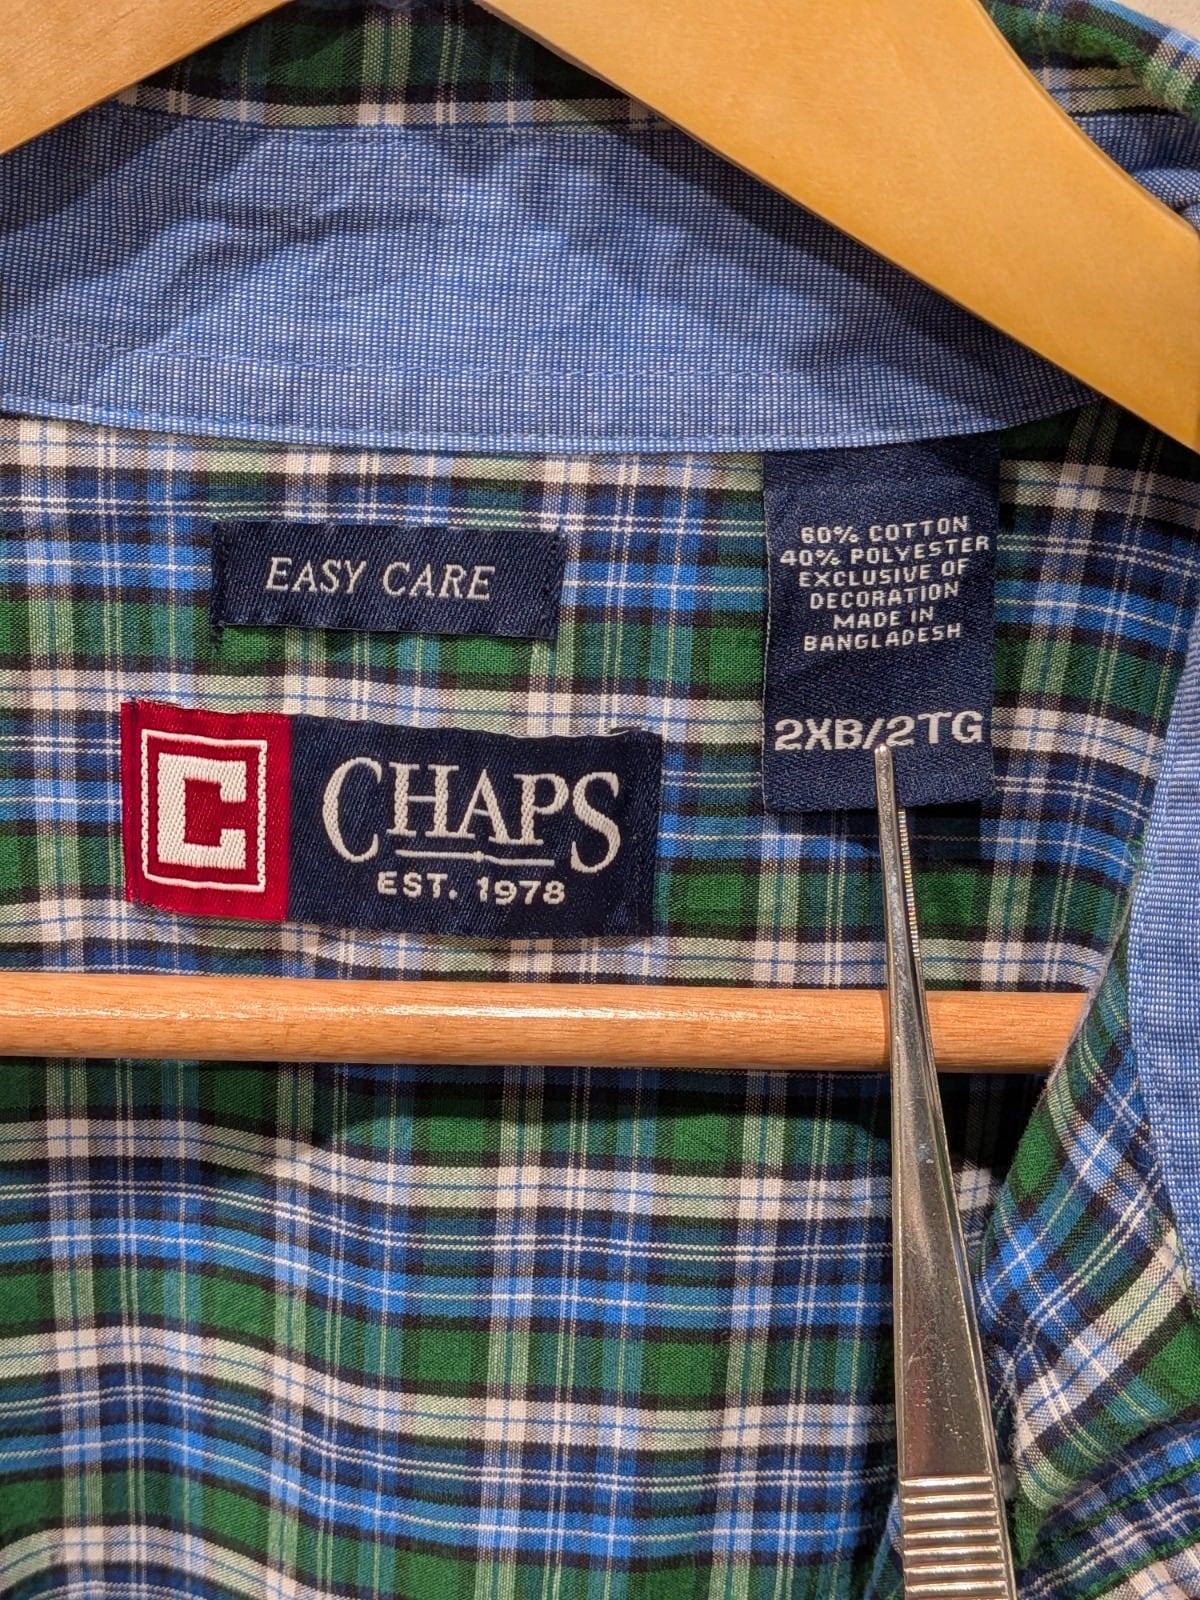 60% COTTON
40% POLYESTER
EXCLUSIVE OF
DECORATION
MADE IN
BANGLADESH
2XB/2TG
EASY CARE
C
CHAPS
EST. 1978